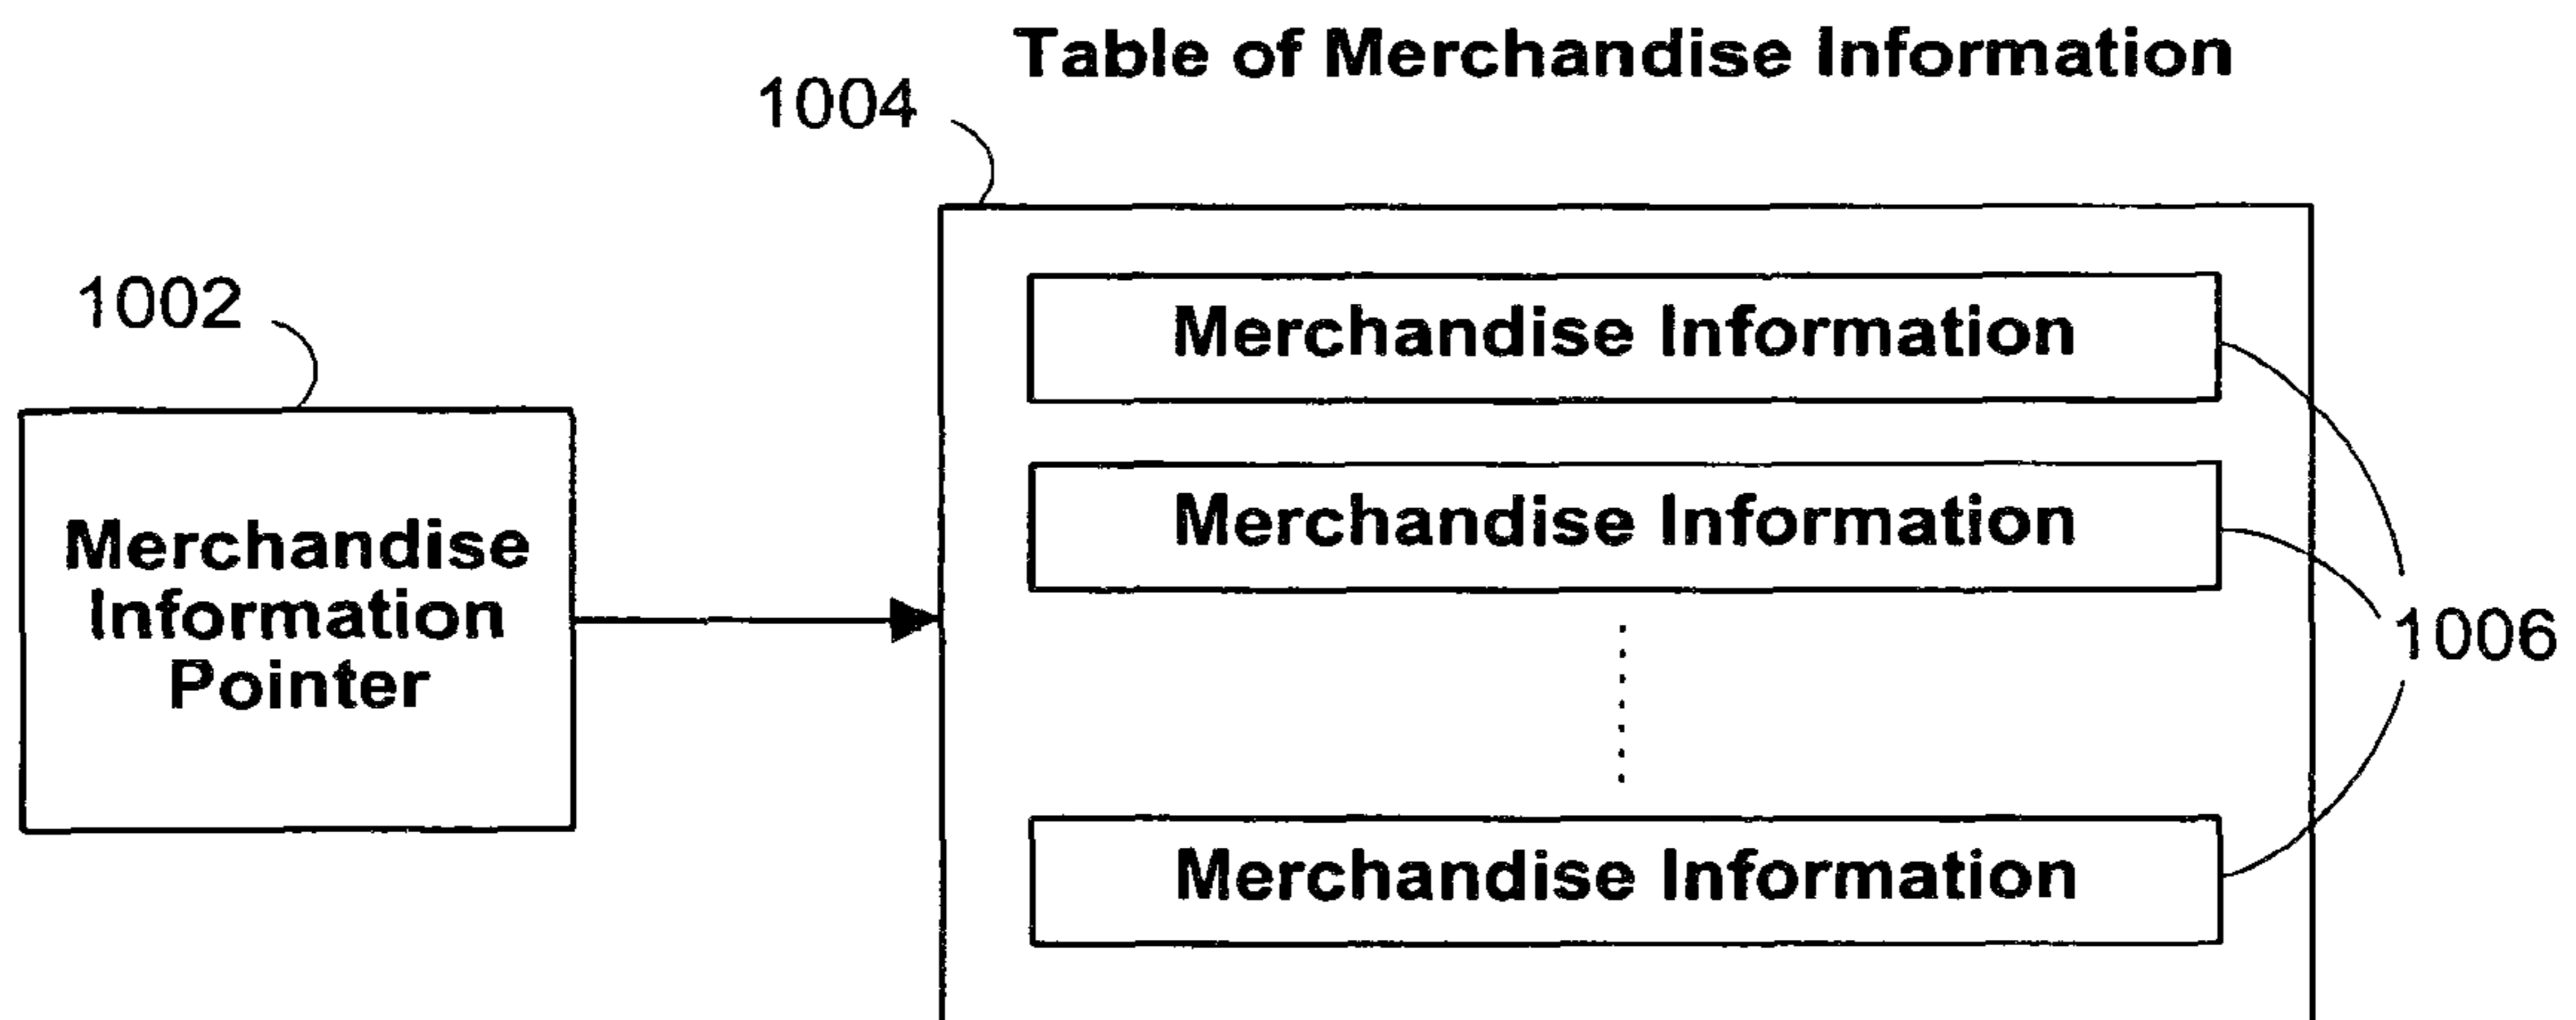 Table of Merchandise Information
1004
1002
Merchandise Information
Merchandise Information
Merchandise
Information
Pointer
1006
Merchandise Information